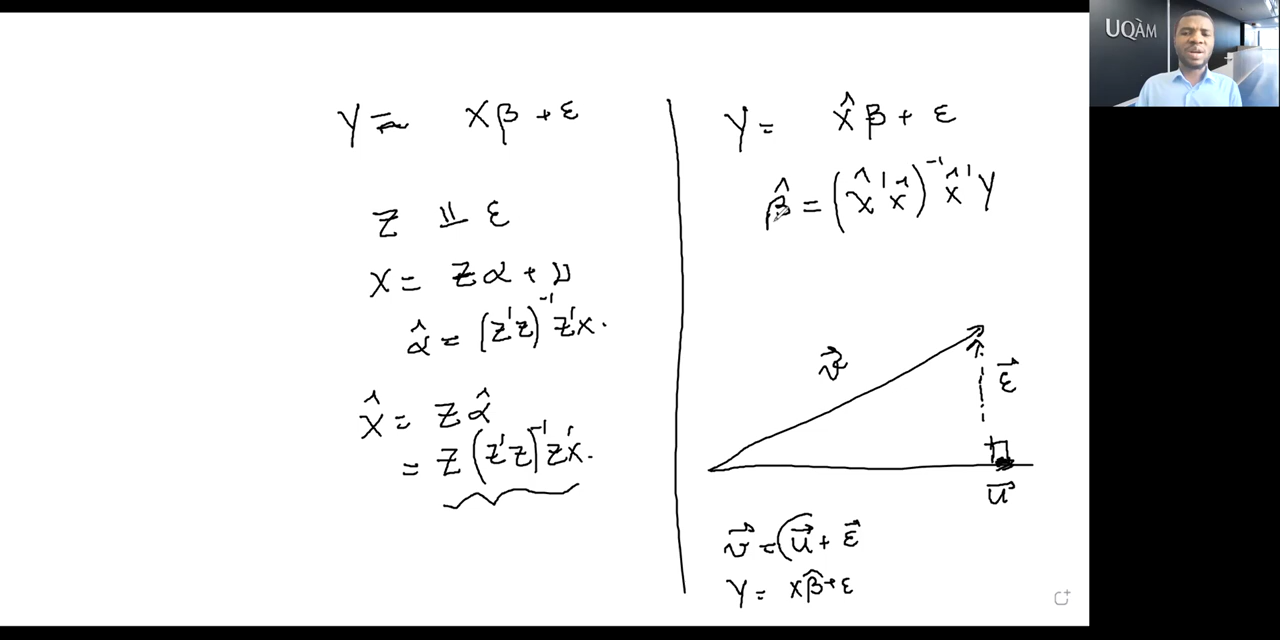 UQÀM
Y = Xβ + ε
Z ⫫ ε
X = Zα + ν
α̂ = (Z'Z)⁻¹Z'X.
X̂ = Zα̂
= Z(Z'Z)⁻¹Z'X.
Y = X̂β + ε
β̂ = (X̂'X̂)⁻¹X̂'Y
v⃗
ε⃗
u⃗
v⃗ = (u⃗ + ε⃗
Y = Xβ̂ + ε